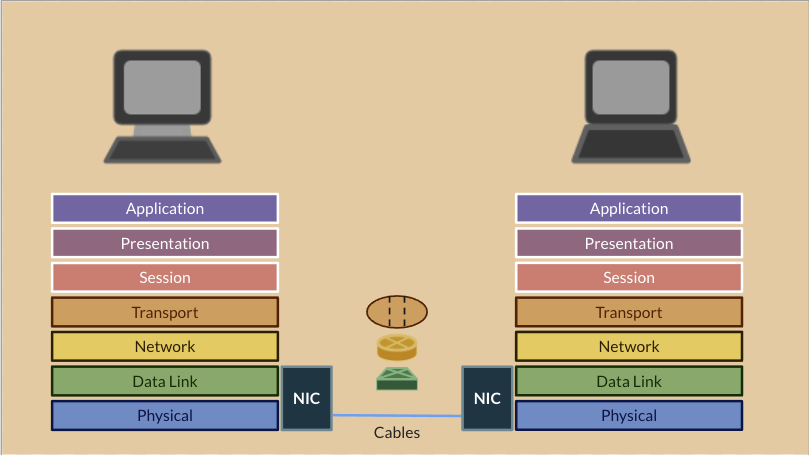 Application
Presentation
Session
Transport
Network
Data Link
Physical
NIC
Cables
NIC
Application
Presentation
Session
Transport
Network
Data Link
Physical